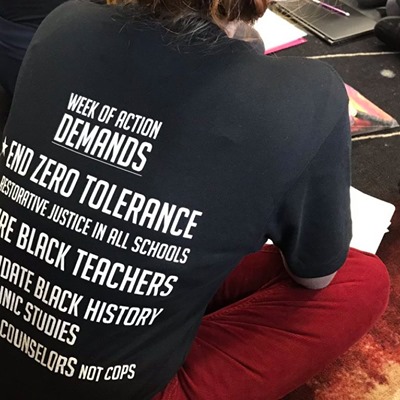 WEEK OF ACTION
DEMANDS
★ END ZERO TOLERANCE
RESTORATIVE JUSTICE IN ALL SCHOOLS
RE BLACK TEACHERS
DATE BLACK HISTORY
NIC STUDIES
COUNSELORS NOT COPS